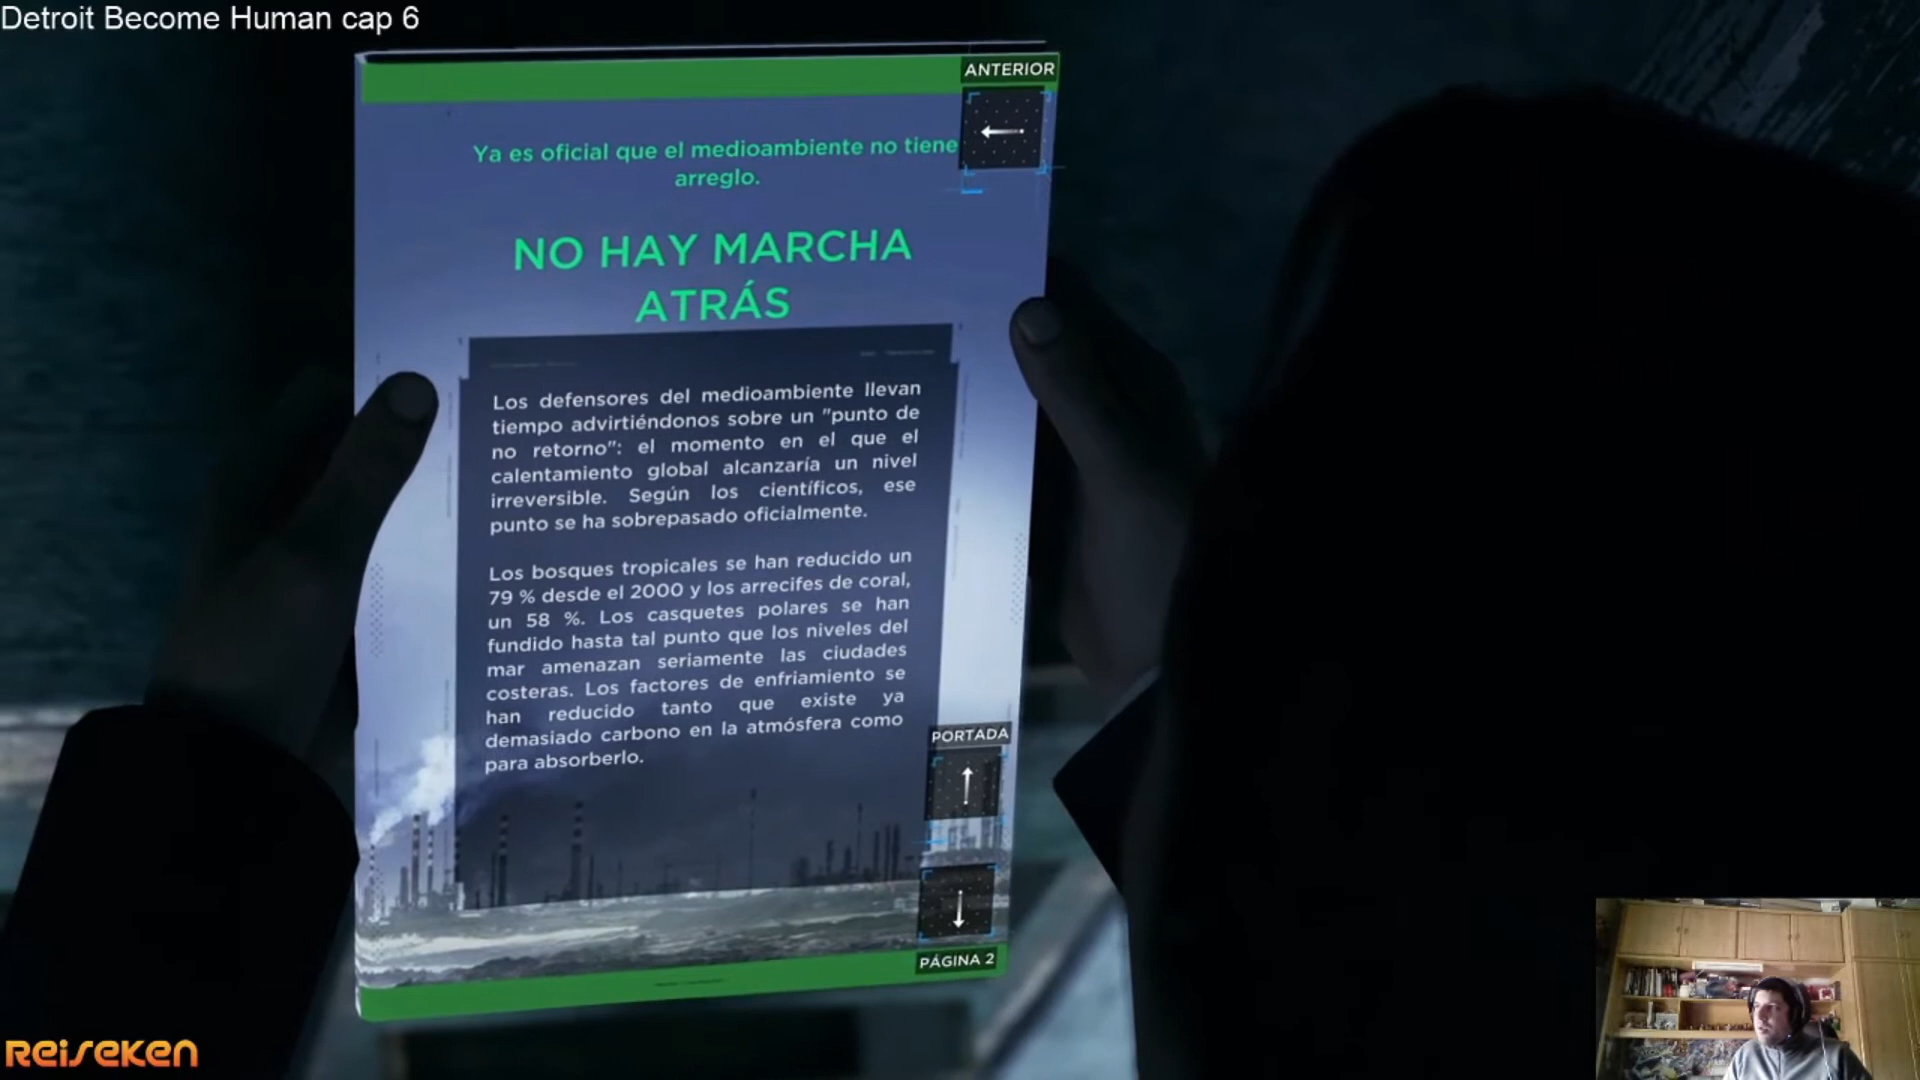 Detroit Become Human cap 6
ANTERIOR
Ya es oficial que el medioambiente no tiene
arreglo.
NO HAY MARCHA
ATRÁS
Los defensores del medioambiente llevan
tiempo advirtiéndonos sobre un "punto de
no retorno": el momento en el que el
calentamiento global alcanzaría un nivel
irreversible. Según los científicos, ese
punto se ha sobrepasado oficialmente.
Los bosques tropicales se han reducido un
79 % desde el 2000 y los arrecifes de coral,
un 58 %. Los casquetes polares se han
fundido hasta tal punto que los niveles del
mar amenazan seriamente las ciudades
costeras. Los factores de enfriamiento se
han reducido tanto que existe ya
demasiado carbono en la atmósfera como
para absorberlo.
PORTADA
PÁGINA 2
REISEKEN